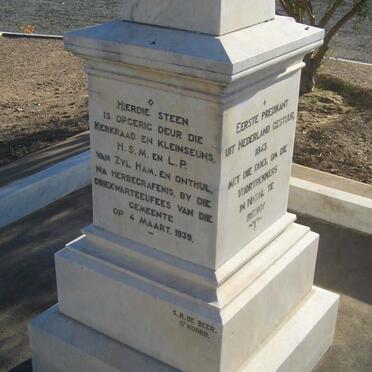 HIERDIE STEEN
IS OPGERIG DEUR DIE
KERKRAAD EN KLEINSEUNS,
H.S.M. EN L.P.
VAN ZYL HAM. EN ONTHUL,
NA HERBEGRAFENIS, BY DIE
DRIEKWARTEEUFEES VAN DIE
GEMEENTE
OP 4 MAART. 1939.
EERSTE PREDIKANT
UIT NEDERLAND GESTUUR,
1843.
MET DIE DOEL OM DIE
VOORTREKKERS
IN NATAL TE
BEDIEN
S.R. DE BEER.
N' HOORN.